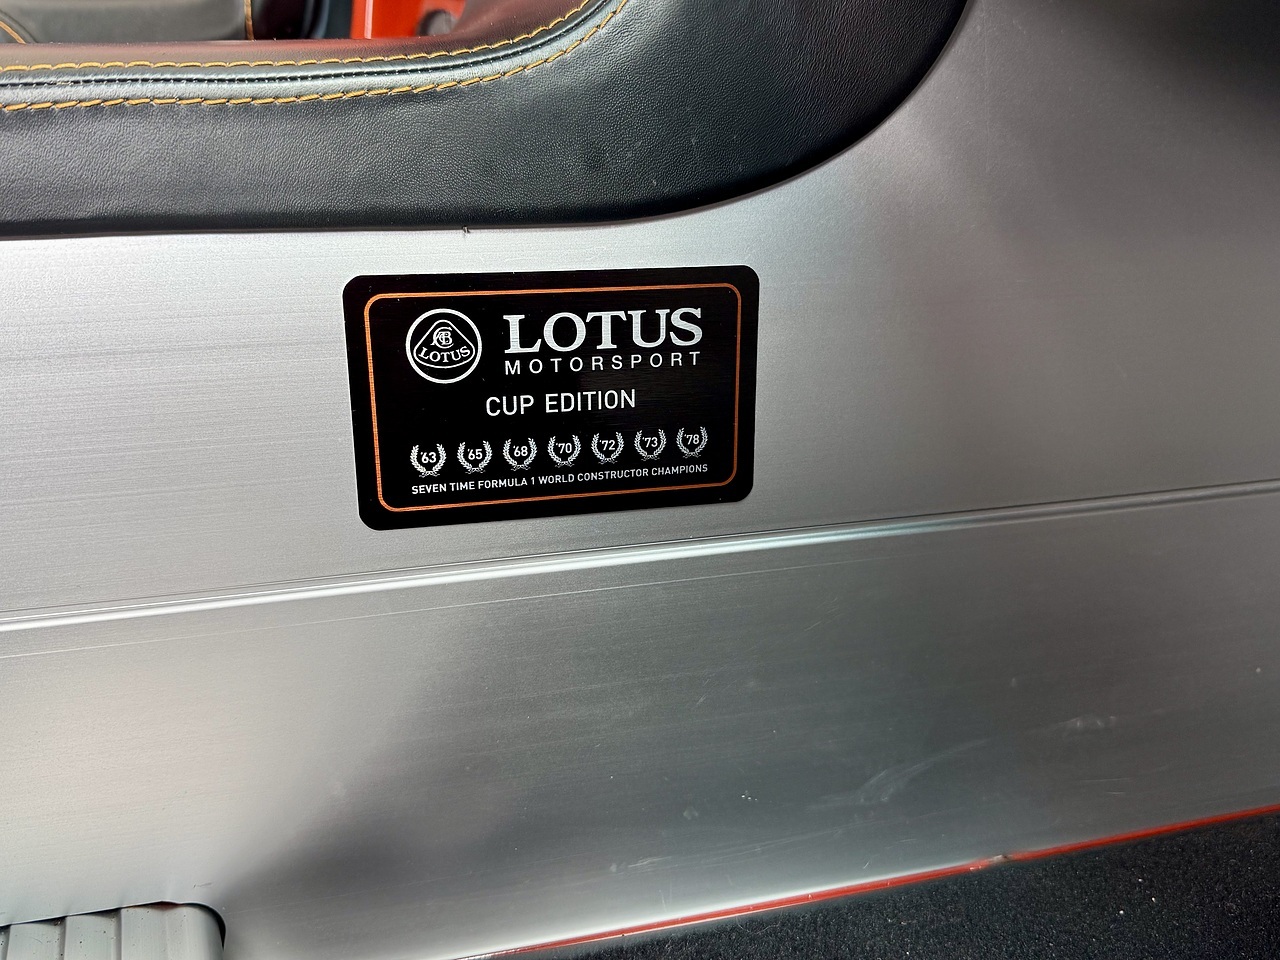 LOTUS
LOTUS
MOTORSPORT
CUP EDITION
'63 '65 '68 '70 '72 '73 '78
SEVEN TIME FORMULA 1 WORLD CONSTRUCTOR CHAMPIONS